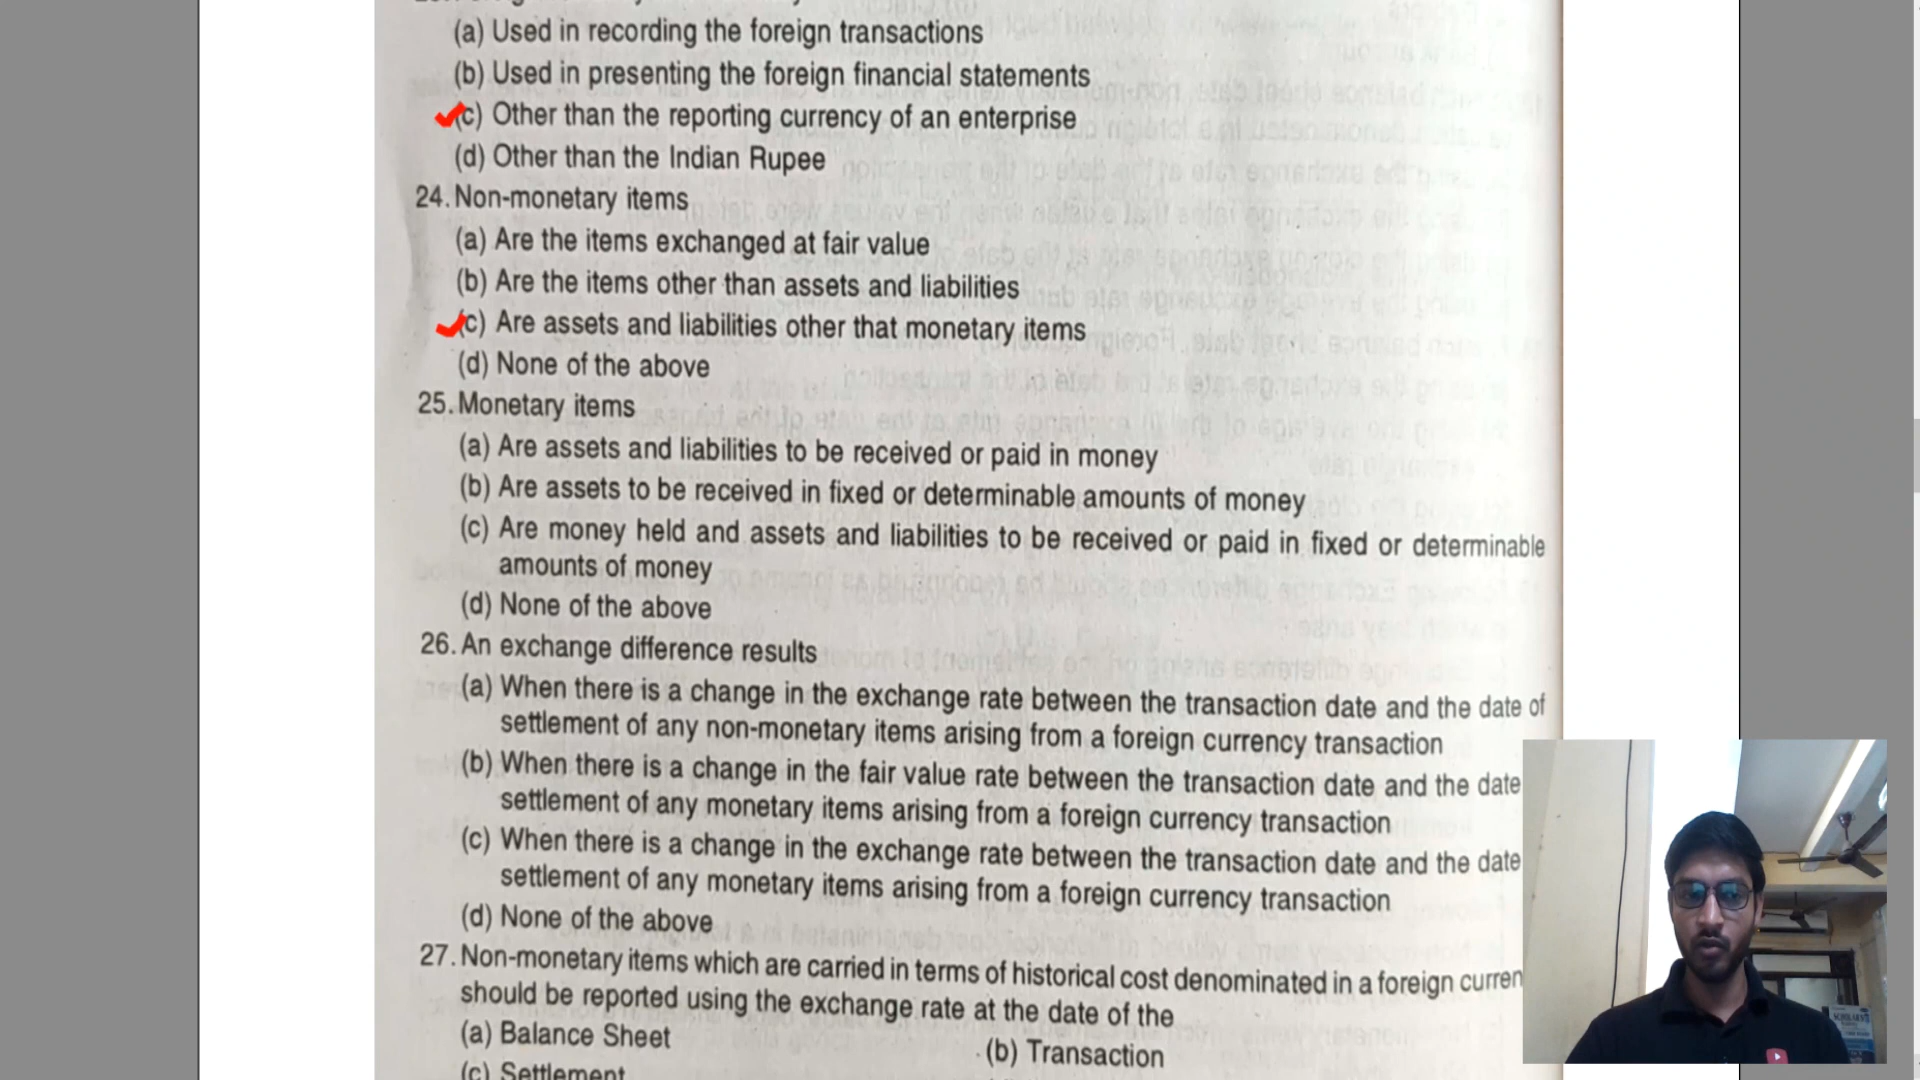 (a) Used in recording the foreign transactions
(b) Used in presenting the foreign financial statements
(c) Other than the reporting currency of an enterprise
(d) Other than the Indian Rupee
24. Non-monetary items
(a) Are the items exchanged at fair value
(b) Are the items other than assets and liabilities
(c) Are assets and liabilities other that monetary items
(d) None of the above
25. Monetary items
(a) Are assets and liabilities to be received or paid in money
(b) Are assets to be received in fixed or determinable amounts of money
(c) Are money held and assets and liabilities to be received or paid in fixed or determinable
amounts of money
(d) None of the above
26. An exchange difference results
(a) When there is a change in the exchange rate between the transaction date and the date of
settlement of any non-monetary items arising from a foreign currency transaction
(b) When there is a change in the fair value rate between the transaction date and the date
settlement of any monetary items arising from a foreign currency transaction
(c) When there is a change in the exchange rate between the transaction date and the date
settlement of any monetary items arising from a foreign currency transaction
(d) None of the above
27. Non-monetary items which are carried in terms of historical cost denominated in a foreign curren
should be reported using the exchange rate at the date of the
(a) Balance Sheet
(b) Transaction
(c) Settlement